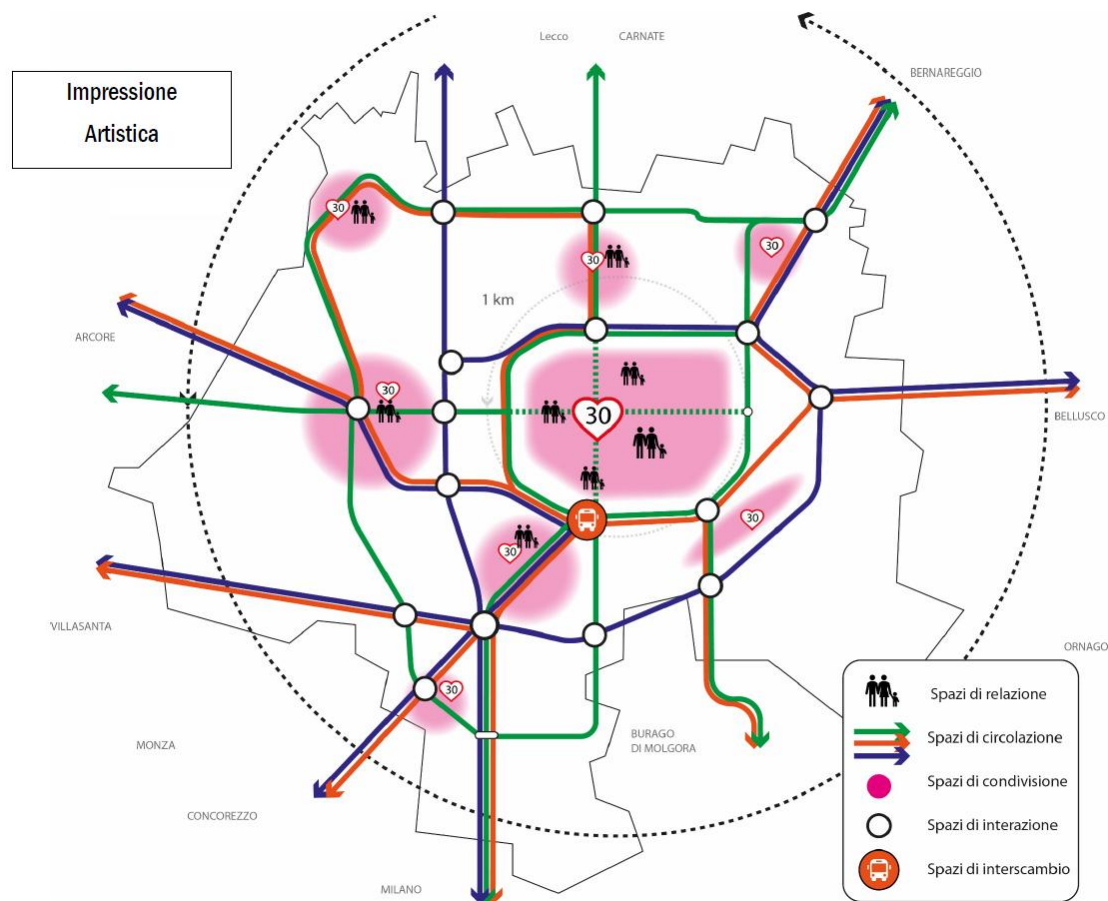 Impressione
Artistica
Lecco
CARNATE
BERNAREGGIO
30
30
30
1 km
ARCORE
30
30
BELLUSCO
30
30
VILLASANTA
ORNAGO
30
MONZA
BURAGO
DI MOLGORA
CONCOREZZO
MILANO
Spazi di relazione
Spazi di circolazione
Spazi di condivisione
Spazi di interazione
Spazi di interscambio